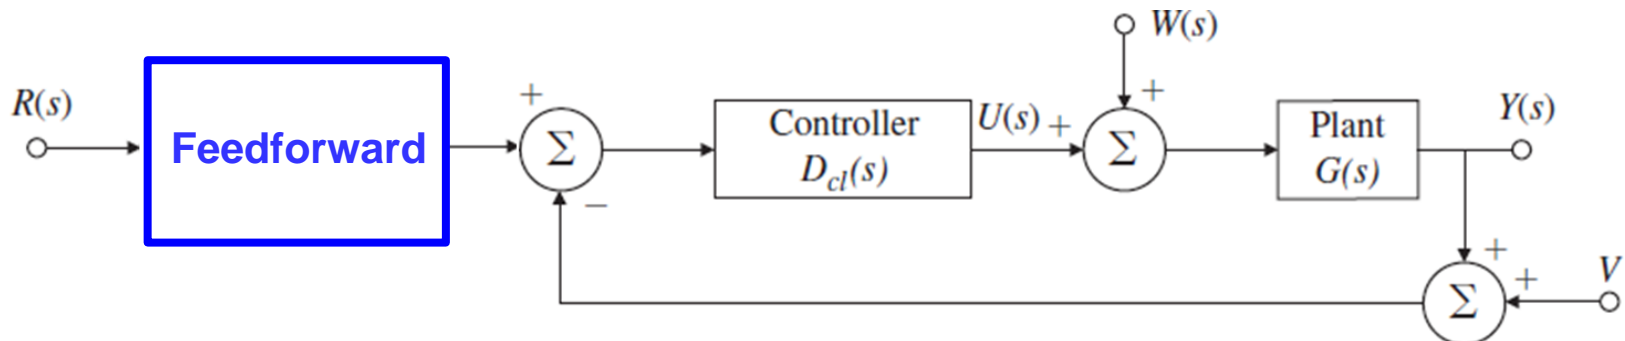 W(s)
R(s)
+
+
Feedforward
Σ
Controller
D_cl(s)
U(s)
+
Σ
Plant
G(s)
Y(s)
−
+
+
V
Σ